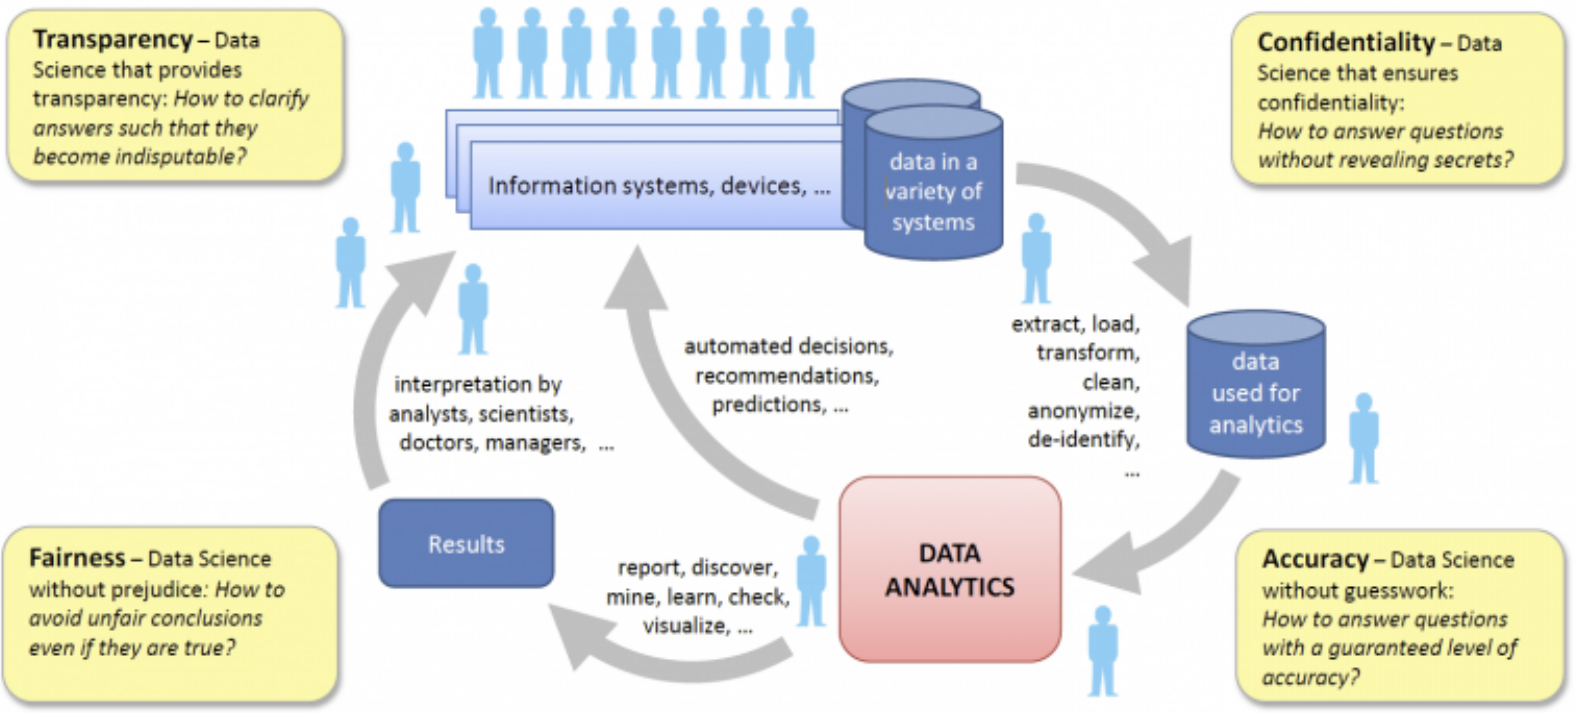 Transparency – Data
Science that provides
transparency: How to clarify
answers such that they
become indisputable?
Information systems, devices, ...
data in a
variety of
systems
Confidentiality – Data
Science that ensures
confidentiality:
How to answer questions
without revealing secrets?
extract, load,
transform,
clean,
anonymize,
de-identify,
...
data
used for
analytics
automated decisions,
recommendations,
predictions, ...
interpretation by
analysts, scientists,
doctors, managers, ...
Results
report, discover,
mine, learn, check,
visualize, ...
DATA
ANALYTICS
Fairness – Data Science
without prejudice: How to
avoid unfair conclusions
even if they are true?
Accuracy – Data Science
without guesswork:
How to answer questions
with a guaranteed level of
accuracy?